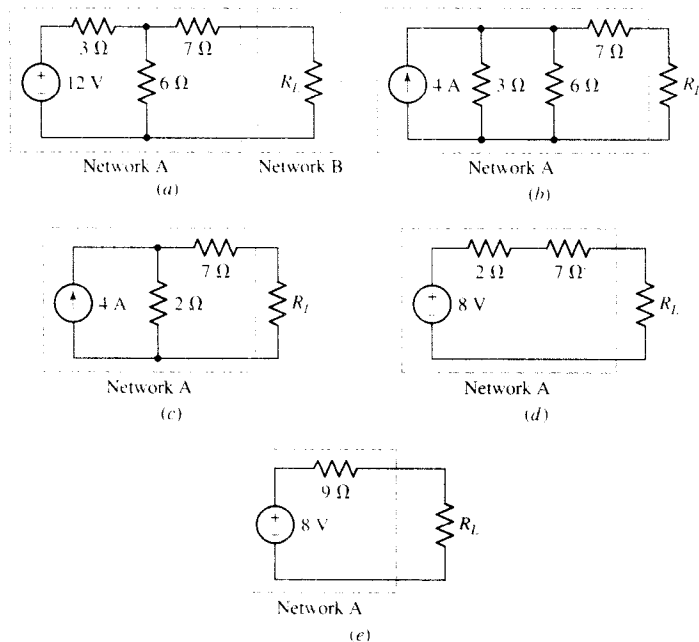 3 Ω
7 Ω
12 V
6 Ω
R_L
Network A
Network B
(a)
7 Ω
4 A
3 Ω
6 Ω
R_L
Network A
(b)
7 Ω
4 A
2 Ω
R_L
Network A
(c)
2 Ω
7 Ω
8 V
R_L
Network A
(d)
9 Ω
8 V
R_L
Network A
(e)